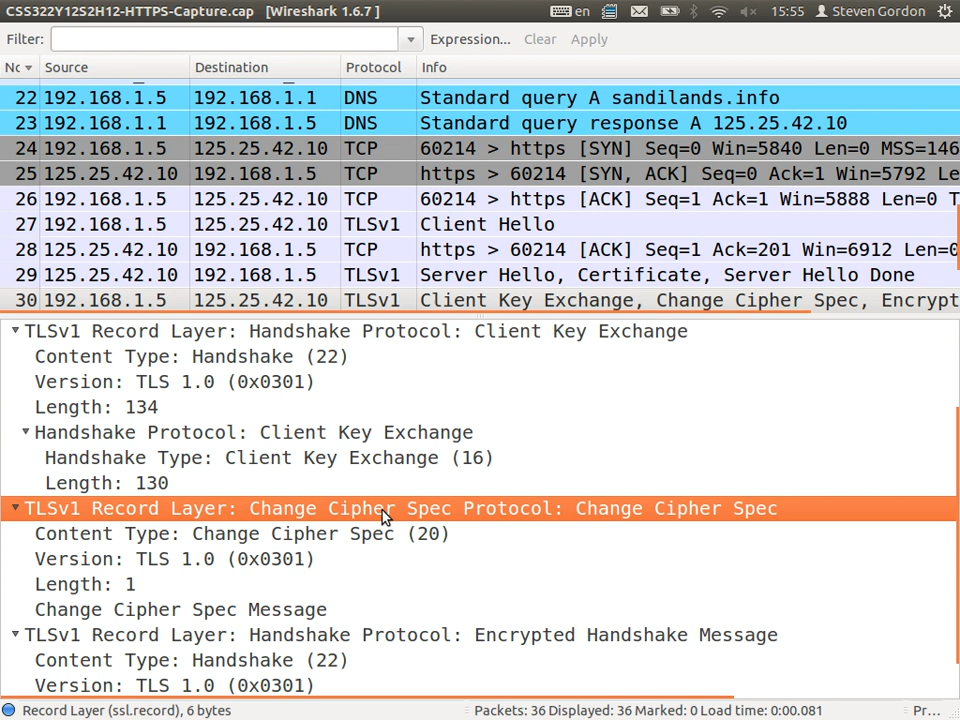 CSS322Y12S2H12-HTTPS-Capture.cap [Wireshark 1.6.7 ] en 15:55 Steven Gordon
Filter: Expression... Clear Apply
Nc Source Destination Protocol Info
22 192.168.1.5 192.168.1.1 DNS Standard query A sandilands.info
23 192.168.1.1 192.168.1.5 DNS Standard query response A 125.25.42.10
24 192.168.1.5 125.25.42.10 TCP 60214 > https [SYN] Seq=0 Win=5840 Len=0 MSS=146
25 125.25.42.10 192.168.1.5 TCP https > 60214 [SYN, ACK] Seq=0 Ack=1 Win=5792 Le
26 192.168.1.5 125.25.42.10 TCP 60214 > https [ACK] Seq=1 Ack=1 Win=5888 Len=0 T
27 192.168.1.5 125.25.42.10 TLSv1 Client Hello
28 125.25.42.10 192.168.1.5 TCP https > 60214 [ACK] Seq=1 Ack=201 Win=6912 Len=0
29 125.25.42.10 192.168.1.5 TLSv1 Server Hello, Certificate, Server Hello Done
30 192.168.1.5 125.25.42.10 TLSv1 Client Key Exchange, Change Cipher Spec, Encrypt
TLSv1 Record Layer: Handshake Protocol: Client Key Exchange
Content Type: Handshake (22)
Version: TLS 1.0 (0x0301)
Length: 134
Handshake Protocol: Client Key Exchange
Handshake Type: Client Key Exchange (16)
Length: 130
TLSv1 Record Layer: Change Cipher Spec Protocol: Change Cipher Spec
Content Type: Change Cipher Spec (20)
Version: TLS 1.0 (0x0301)
Length: 1
Change Cipher Spec Message
TLSv1 Record Layer: Handshake Protocol: Encrypted Handshake Message
Content Type: Handshake (22)
Version: TLS 1.0 (0x0301)
Record Layer (ssl.record), 6 bytes Packets: 36 Displayed: 36 Marked: 0 Load time: 0:00.081 Pr...